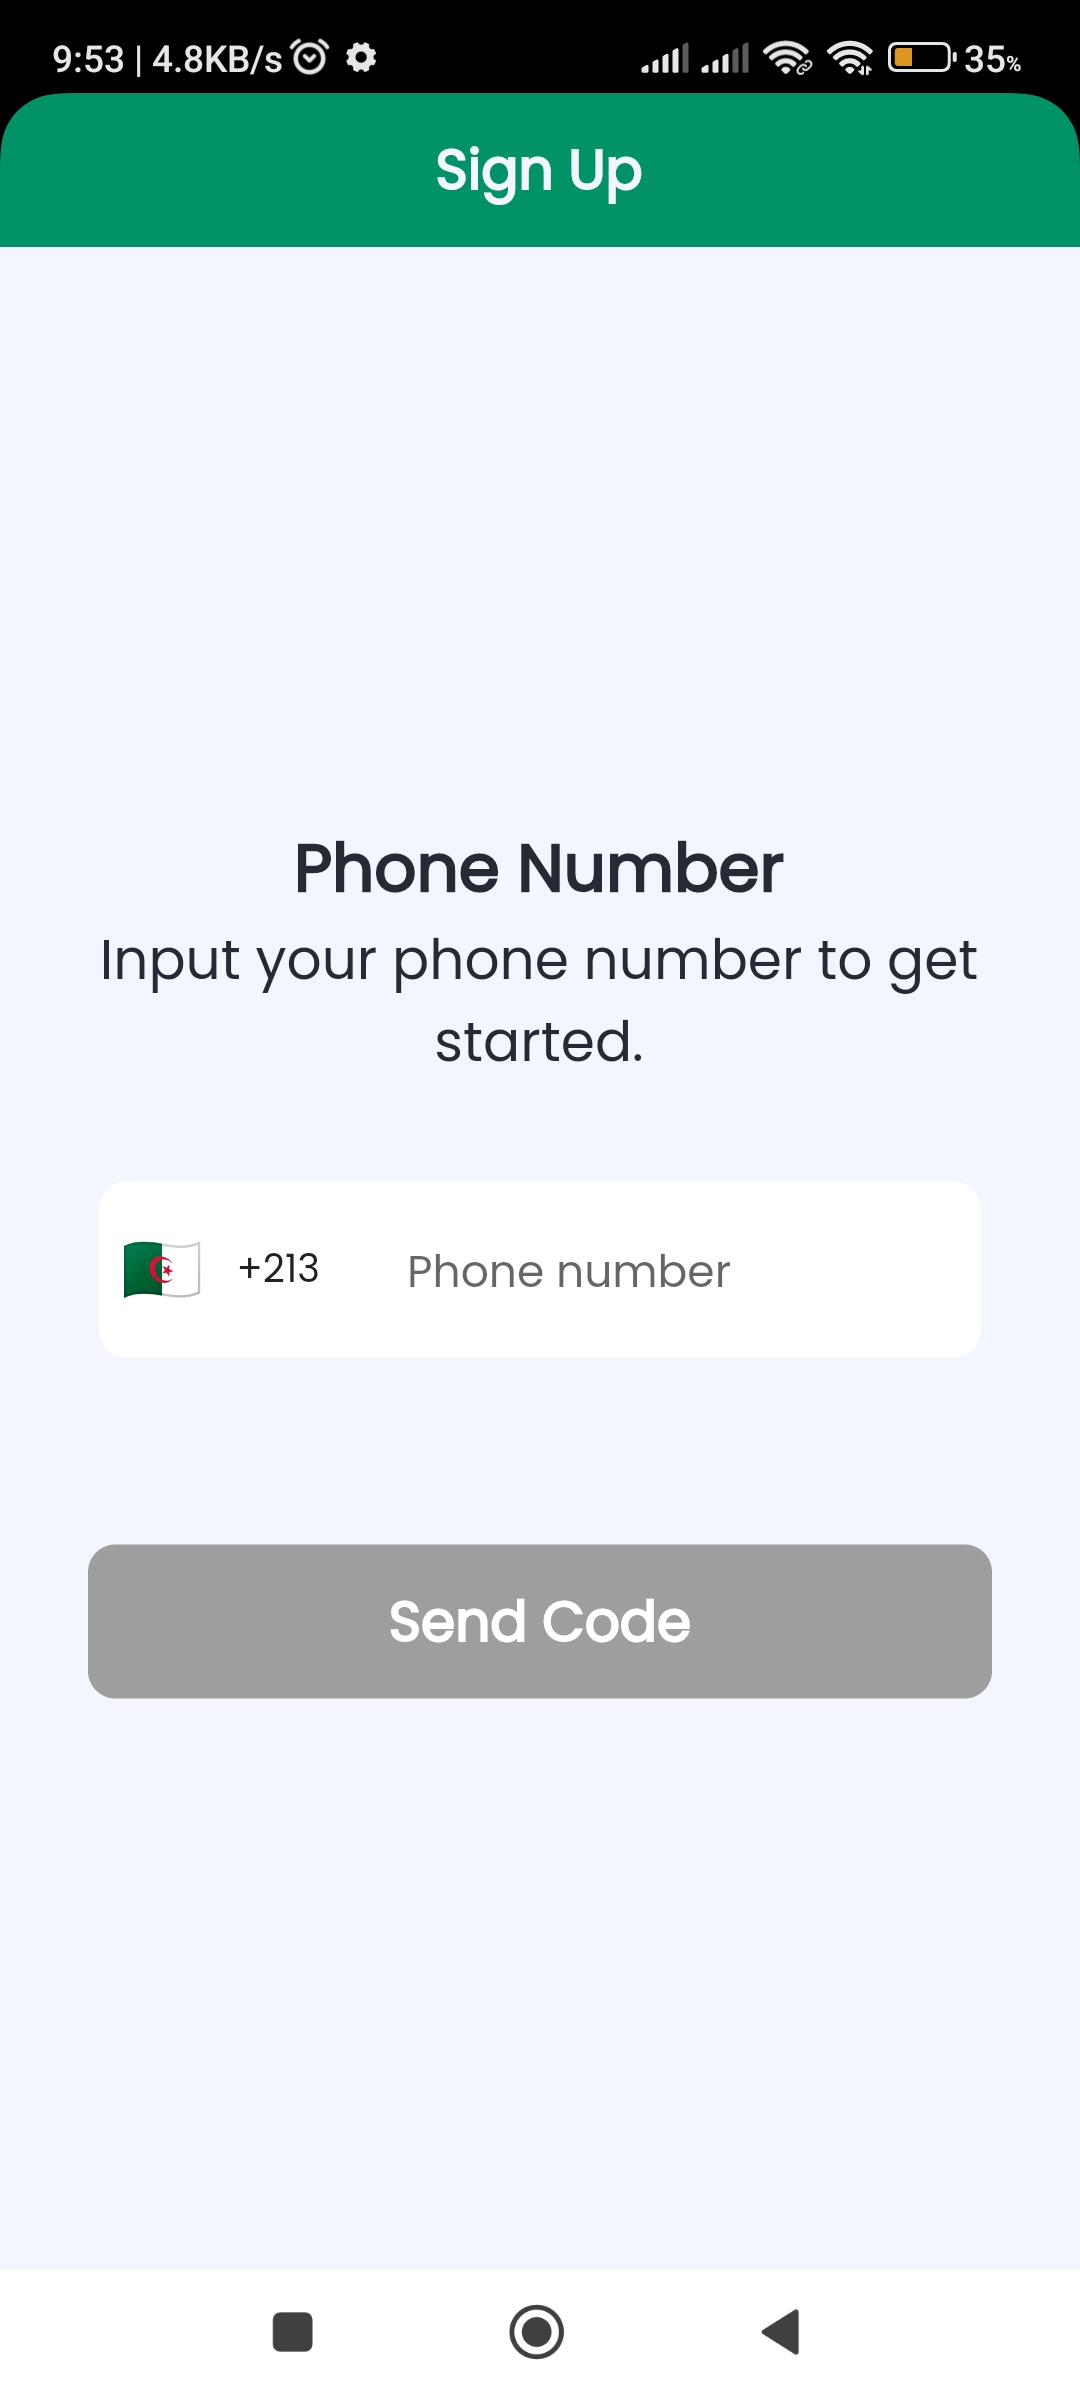 9:53 | 4.8KB/s 35%
Sign Up
Phone Number
Input your phone number to get
started.
+213 Phone number
Send Code